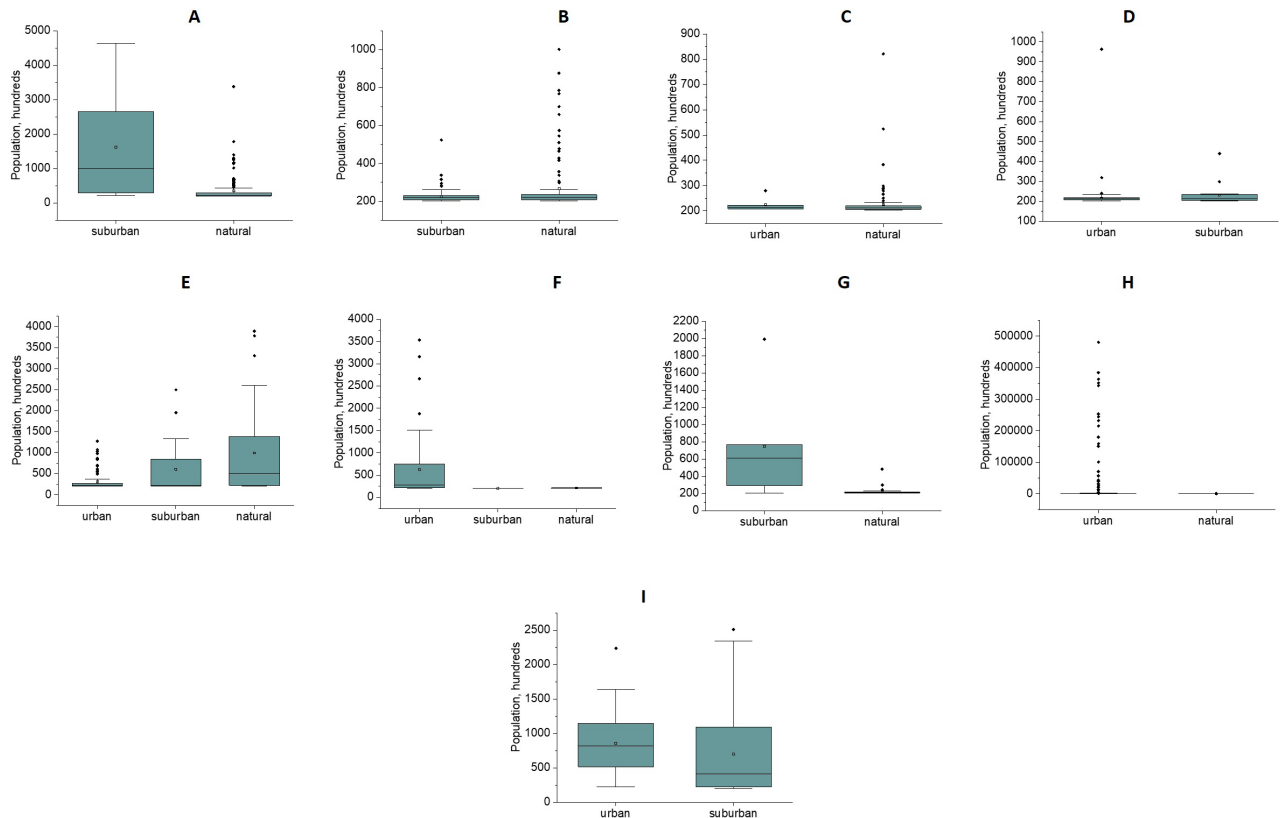 A
Population, hundreds
5000
4000
3000
2000
1000
0
suburban
natural
B
Population, hundreds
1000
800
600
400
200
suburban
natural
C
Population, hundreds
900
800
700
600
500
400
300
200
urban
natural
D
Population, hundreds
1000
900
800
700
600
500
400
300
200
100
urban
suburban
E
Population, hundreds
4000
3500
3000
2500
2000
1500
1000
500
0
urban
suburban
natural
F
Population, hundreds
4000
3500
3000
2500
2000
1500
1000
500
0
urban
suburban
natural
G
Population, hundreds
2200
2000
1800
1600
1400
1200
1000
800
600
400
200
0
suburban
natural
H
Population, hundreds
500000
400000
300000
200000
100000
0
urban
natural
I
Population, hundreds
2500
2000
1500
1000
500
0
urban
suburban